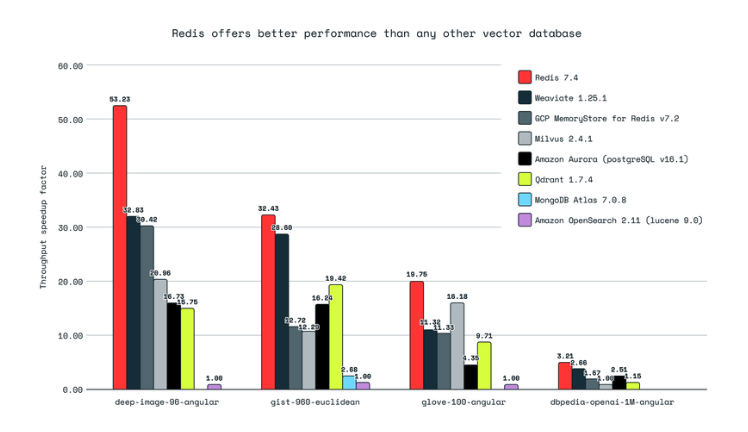 Redis offers better performance than any other vector database
Throughput speedup factor
60.00
50.00
40.00
30.00
20.00
10.00
0.00
Redis 7.4
Weaviate 1.25.1
GCP MemoryStore for Redis v7.2
Milvus 2.4.1
Amazon Aurora (postgreSQL v16.1)
Qdrant 1.7.4
MongoDB Atlas 7.0.8
Amazon OpenSearch 2.11 (lucene 9.0)
53.23
32.83
30.42
20.96
16.73
15.75
1.00
32.43
28.60
12.72
12.20
16.24
19.42
2.68
1.00
19.75
11.32
11.33
18.18
4.35
9.71
1.00
3.21
2.66
1.67
1.00
2.51
1.15
deep-image-96-angular
gist-960-euclidean
glove-100-angular
dbpedia-openai-1M-angular